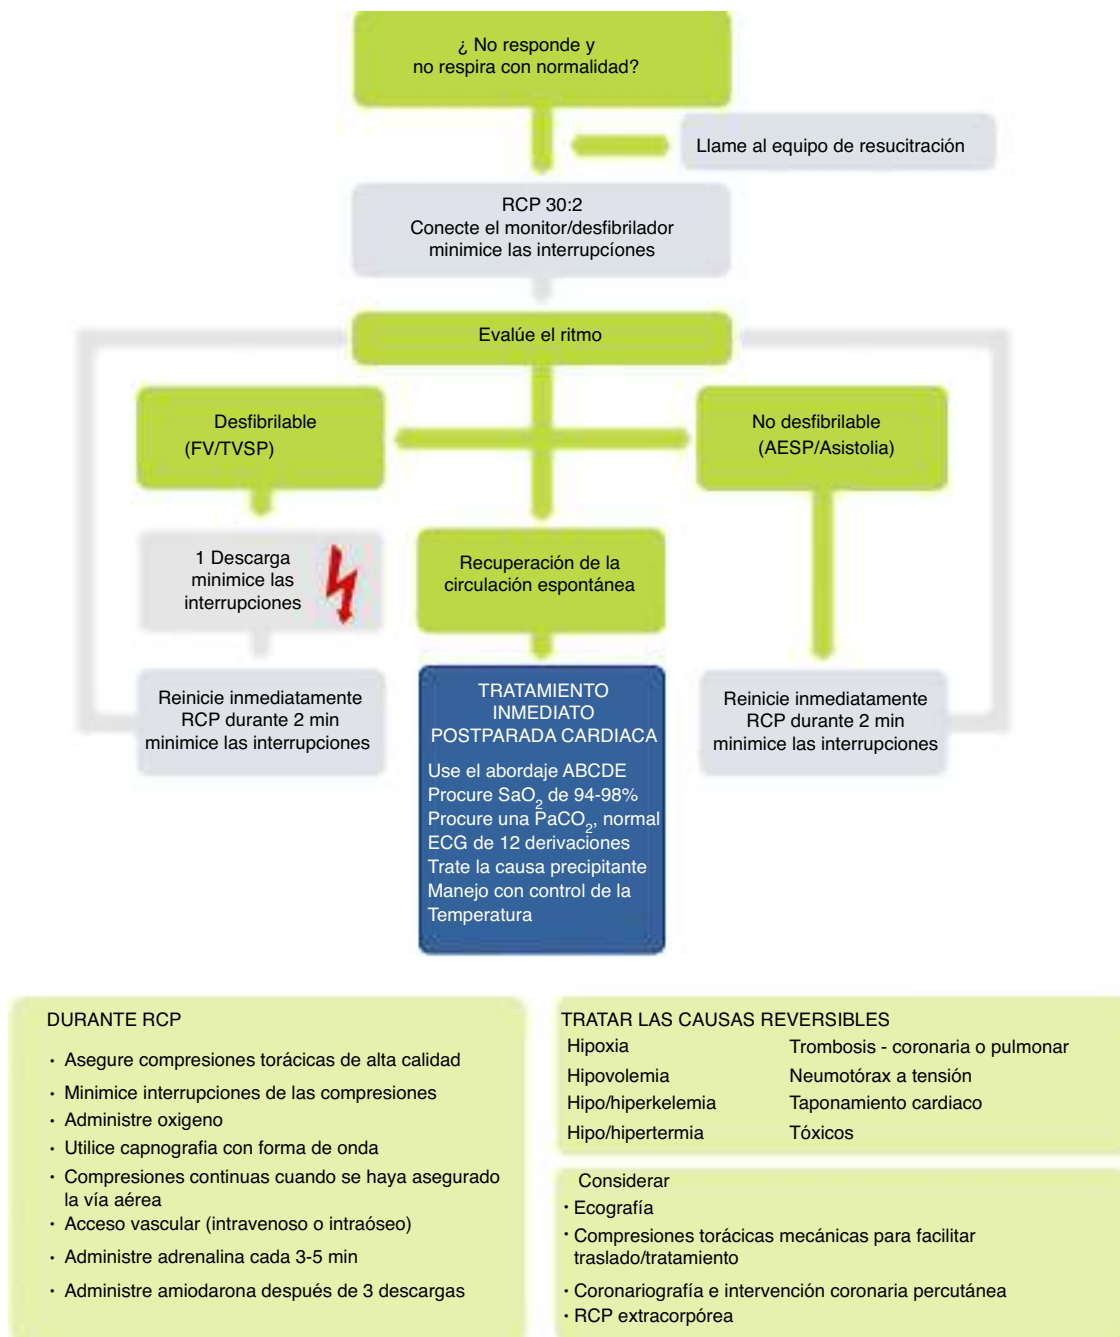 ¿ No responde y
no respira con normalidad?
Llame al equipo de resucitración
RCP 30:2
Conecte el monitor/desfibrilador
minimice las interrupcíones
Evalúe el ritmo
Desfibrilable
(FV/TVSP)
No desfibrilable
(AESP/Asistolia)
1 Descarga
minimice las
interrupciones
Recuperación de la
circulación espontánea
Reinicie inmediatamente
RCP durante 2 min
minimice las interrupciones
TRATAMIENTO
INMEDIATO
POSTPARADA CARDIACA
Use el abordaje ABCDE
Procure SaO₂ de 94-98%
Procure una PaCO₂, normal
ECG de 12 derivaciones
Trate la causa precipitante
Manejo con control de la
Temperatura
Reinicie inmediatamente
RCP durante 2 min
minimice las interrupciones
DURANTE RCP
· Asegure compresiones torácicas de alta calidad
· Minimice interrupciones de las compresiones
· Administre oxigeno
· Utilice capnografia con forma de onda
· Compresiones continuas cuando se haya asegurado
la vía aérea
· Acceso vascular (intravenoso o intraóseo)
· Administre adrenalina cada 3-5 min
· Administre amiodarona después de 3 descargas
TRATAR LAS CAUSAS REVERSIBLES
Hipoxia Trombosis - coronaria o pulmonar
Hipovolemia Neumotórax a tensión
Hipo/hiperkelemia Taponamiento cardiaco
Hipo/hipertermia Tóxicos
Considerar
· Ecografía
· Compresiones torácicas mecánicas para facilitar
traslado/tratamiento
· Coronariografía e intervención coronaria percutánea
· RCP extracorpórea